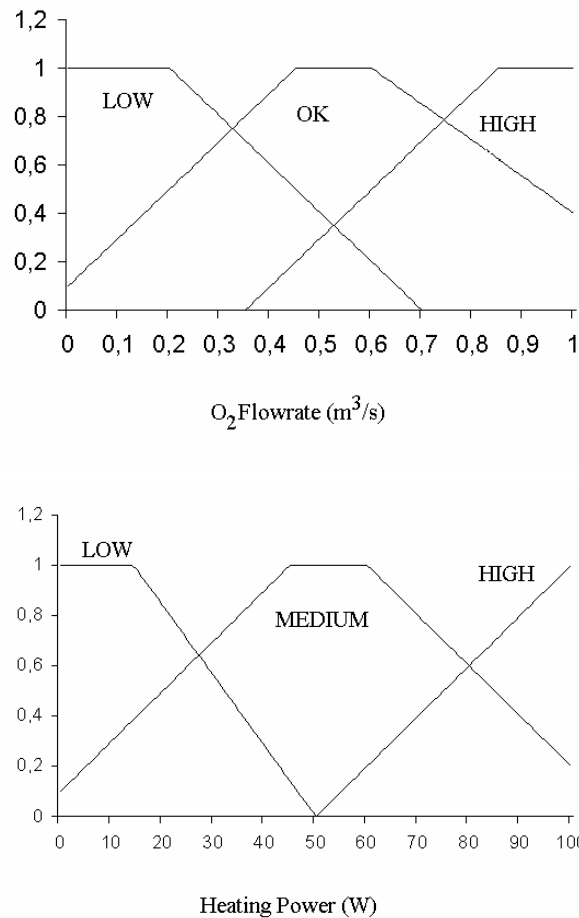 1,2
1
LOW
OK
HIGH
0,8
0,6
0,4
0,2
0
0 0,1 0,2 0,3 0,4 0,5 0,6 0,7 0,8 0,9 1
O2 Flowrate (m³/s)
1,2
1
LOW
HIGH
0,8
MEDIUM
0,6
0,4
0,2
0
0 10 20 30 40 50 60 70 80 90 100
Heating Power (W)